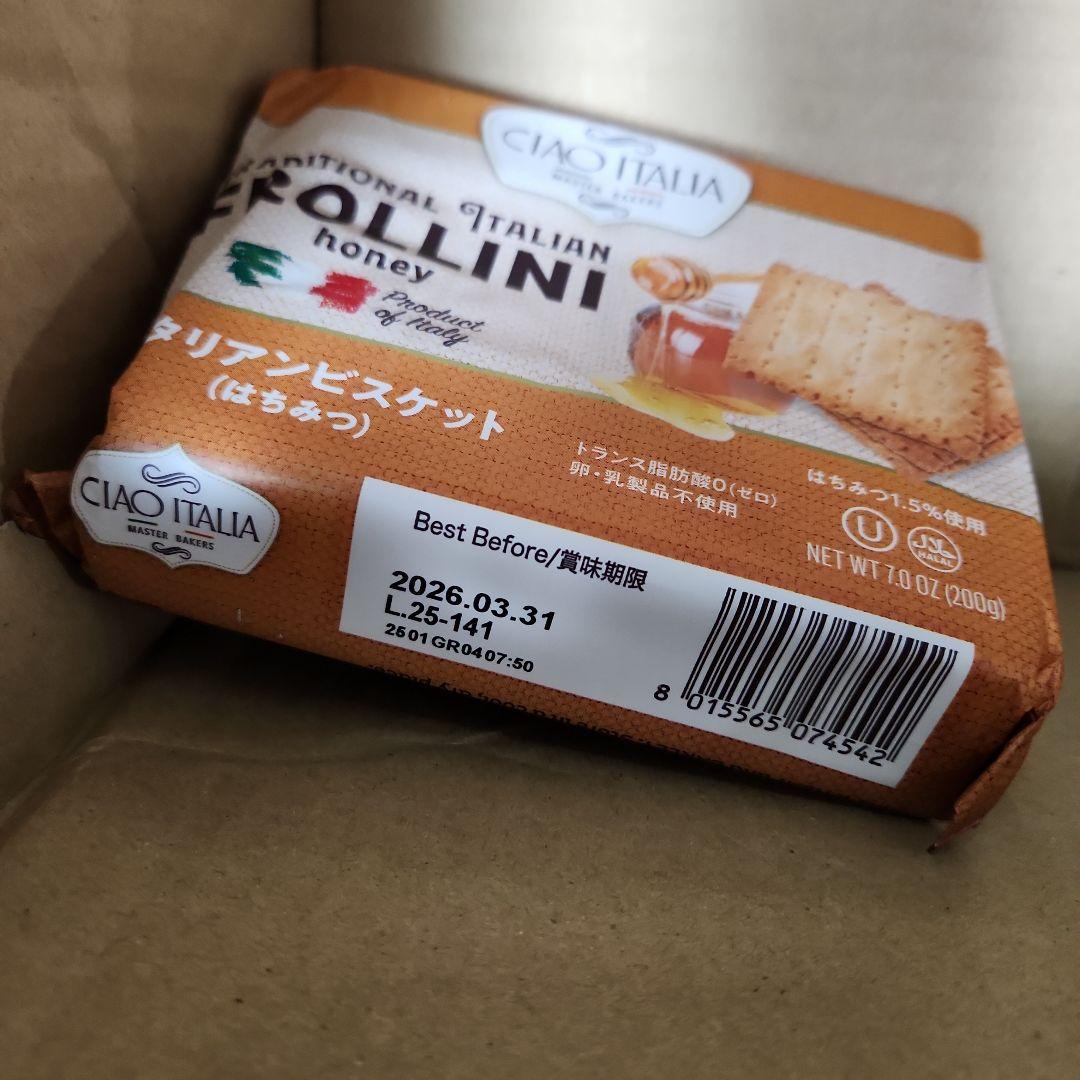 CIAO ITALIA
MASTER BAKERS
TRADITIONAL ITALIAN
FROLLINI
honey
Product
of Italy
タリアンビスケット
(はちみつ)
トランス脂肪酸0(ゼロ)
卵・乳製品不使用
はちみつ1.5%使用
U
HALAL
NET WT 7.0 OZ (200g)
CIAO ITALIA
MASTER BAKERS
Best Before/賞味期限
2026.03.31
L.25-141
2501GR04 07:50
8 015565 074542